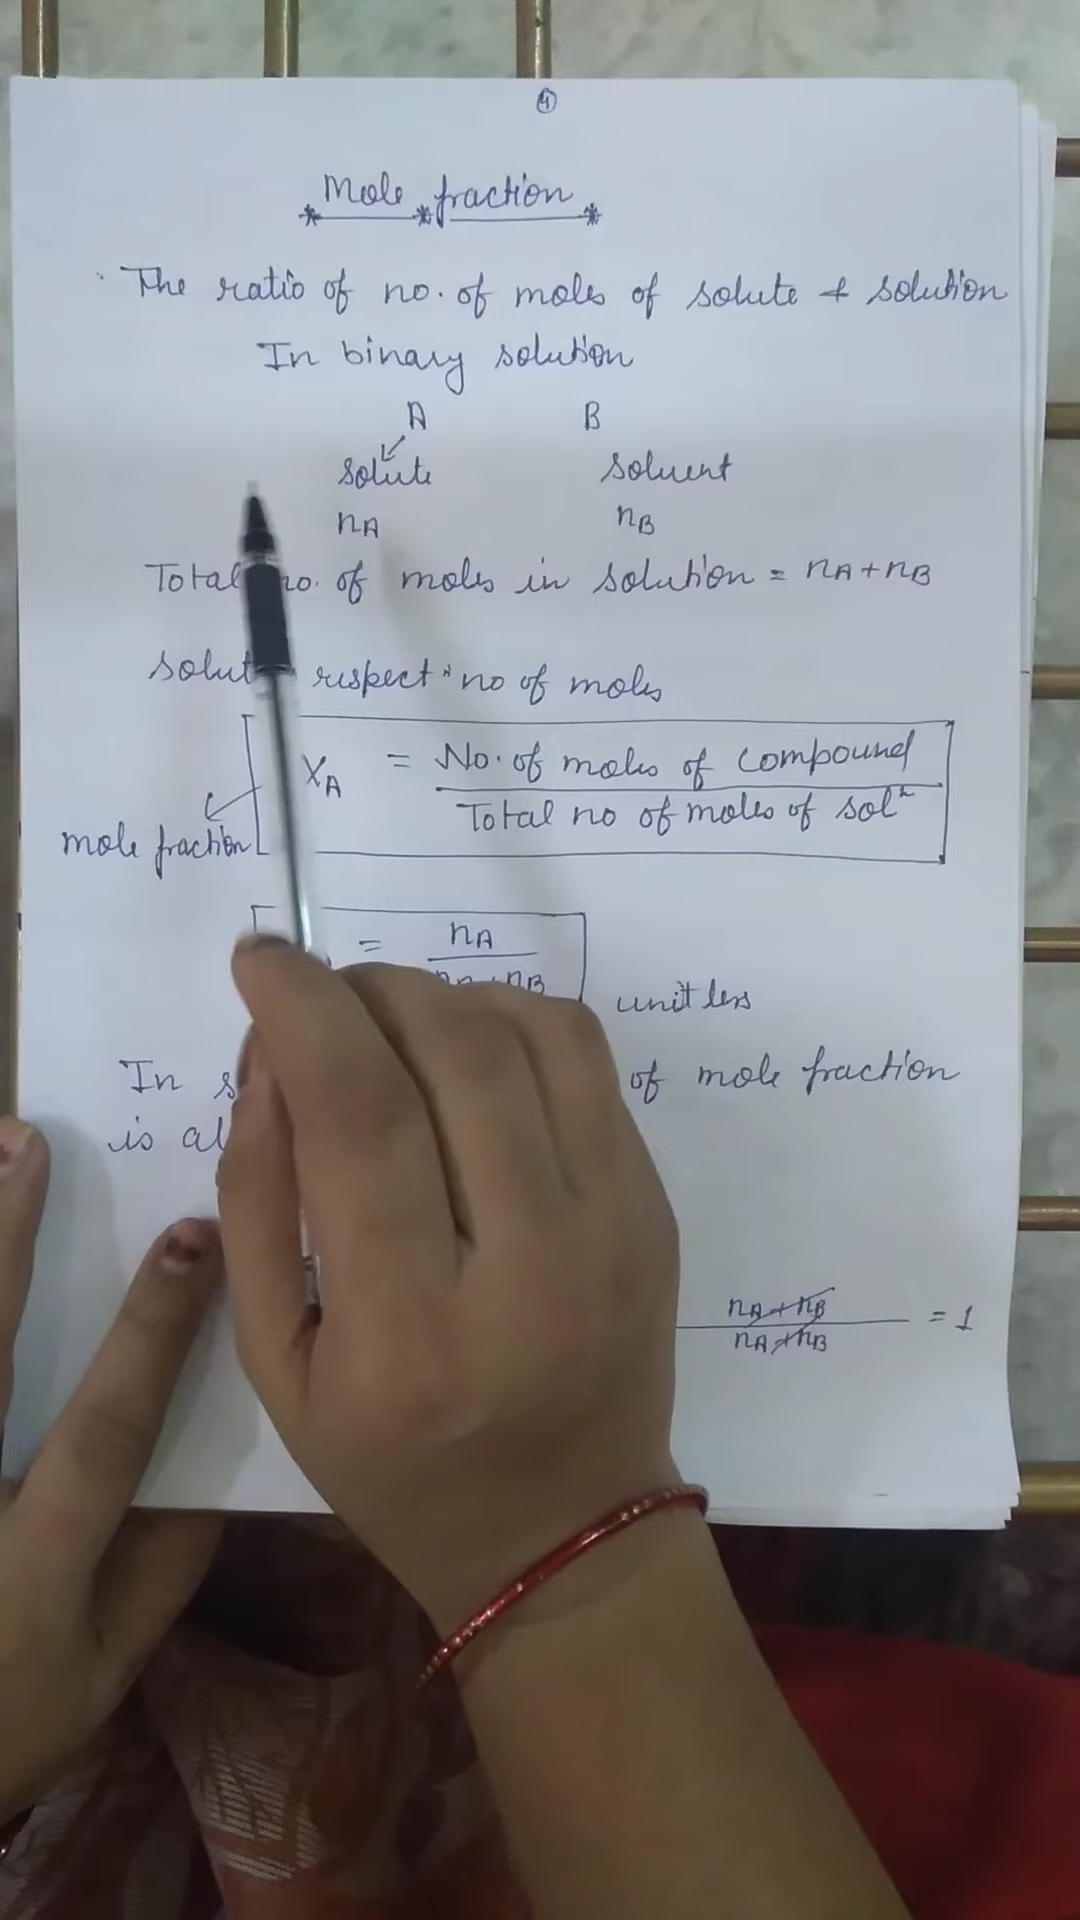 4
Mole fraction
The ratio of no. of moles of solute & solution
In binary solution
A B
solute solvent
nA nB
Total no. of moles in solution = nA+nB
respect no of moles
XA = No. of moles of compound
Total no of moles of solⁿ
mole fraction
= nA
nB
unit less
In of mole fraction
is
nA+nB
nA+nB
= 1